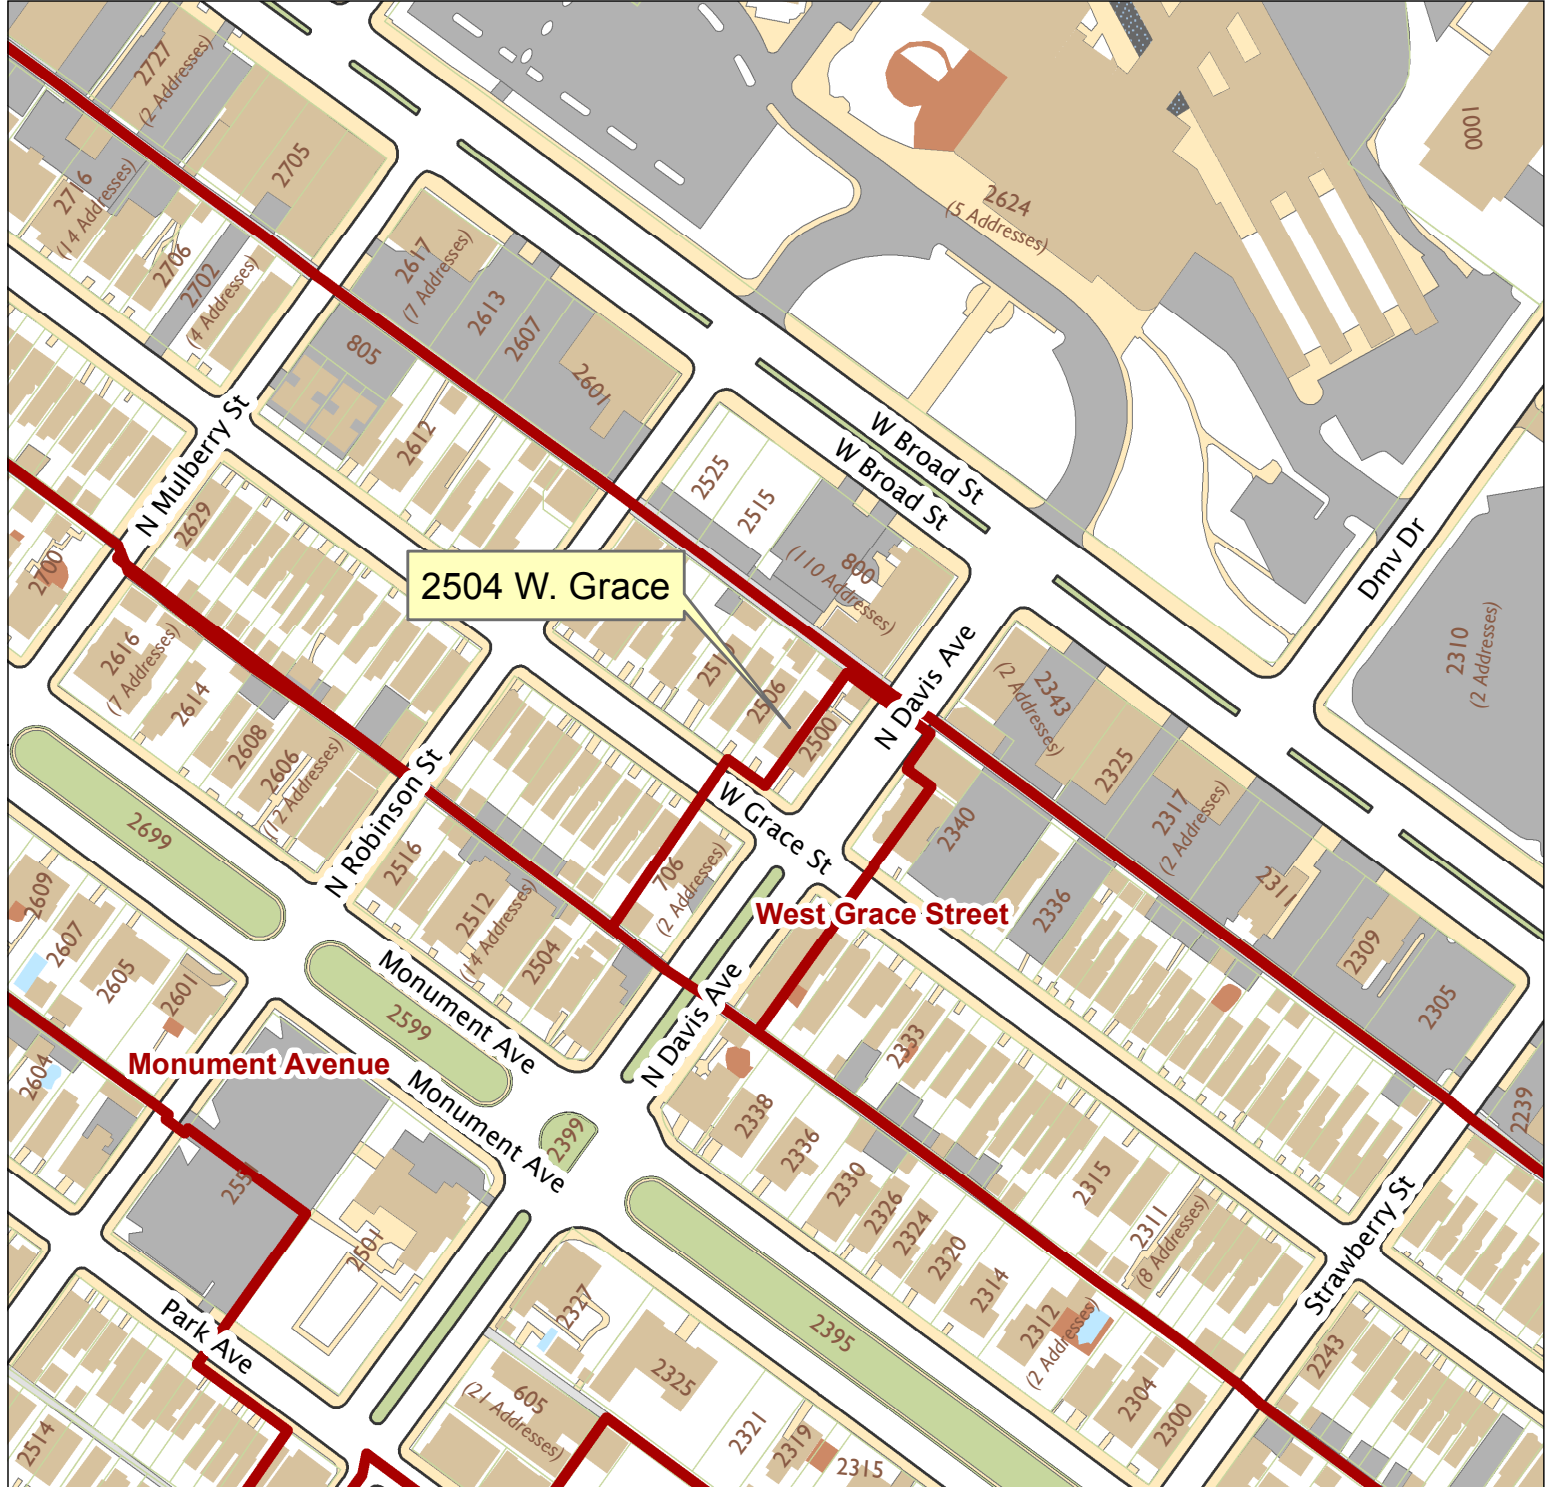 2727
(2 Addresses)
2705
2716
(14 Addresses)
2706
2702
(4 Addresses)
2617
(7 Addresses)
2613
2607
2601
805
2612
2624
(5 Addresses)
1000
W Broad St
W Broad St
2525
2515
800
(110 Addresses)
N Mulberry St
2629
2700
2504 W. Grace
2506
2500
N Davis Ave
Dmv Dr
2310
(2 Addresses)
2343
(2 Addresses)
2325
2317
(2 Addresses)
2311
2309
2305
2340
2336
2239
2616
(7 Addresses)
2614
2608
2606
(12 Addresses)
N Robinson St
2699
2516
2512
(14 Addresses)
2504
706
(2 Addresses)
W Grace St
West Grace Street
N Davis Ave
2609
2607
2605
2601
2604
2599
Monument Ave
Monument Avenue
Monument Ave
2399
2333
2338
2336
2330
2326
2324
2320
2314
2315
2311
(8 Addresses)
2312
(2 Addresses)
2304
2300
Strawberry St
2243
2501
Park Ave
2327
2325
2395
605
(21 Addresses)
2321
2319
2315
2514